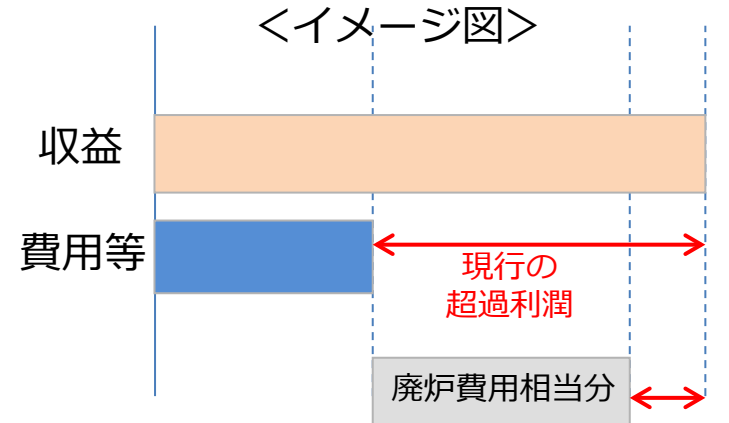 ＜イメージ図＞
収益
費用等
現行の
超過利潤
廃炉費用相当分